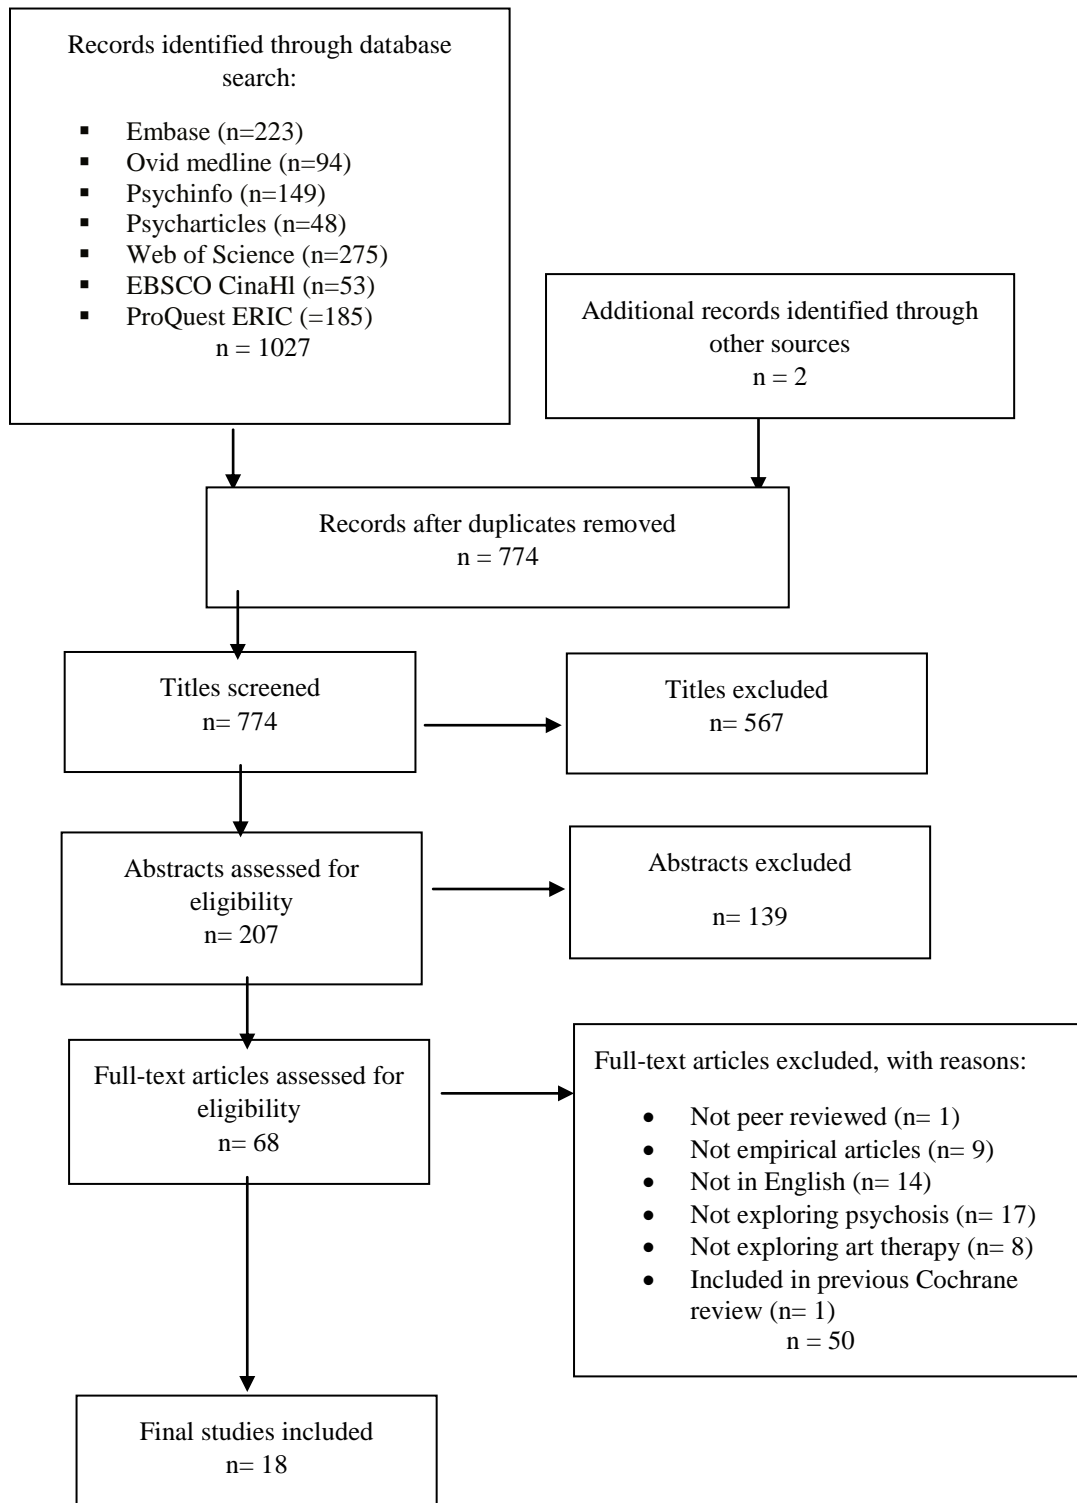 Records identified through database
search:
▪ Embase (n=223)
▪ Ovid medline (n=94)
▪ Psychinfo (n=149)
▪ Psycharticles (n=48)
▪ Web of Science (n=275)
▪ EBSCO CinaHl (n=53)
▪ ProQuest ERIC (=185)
n = 1027
Additional records identified through
other sources
n = 2
Records after duplicates removed
n = 774
Titles screened
n= 774
Titles excluded
n= 567
Abstracts assessed for
eligibility
n= 207
Abstracts excluded
n= 139
Full-text articles assessed for
eligibility
n= 68
Full-text articles excluded, with reasons:
• Not peer reviewed (n= 1)
• Not empirical articles (n= 9)
• Not in English (n= 14)
• Not exploring psychosis (n= 17)
• Not exploring art therapy (n= 8)
• Included in previous Cochrane
review (n= 1)
n = 50
Final studies included
n= 18